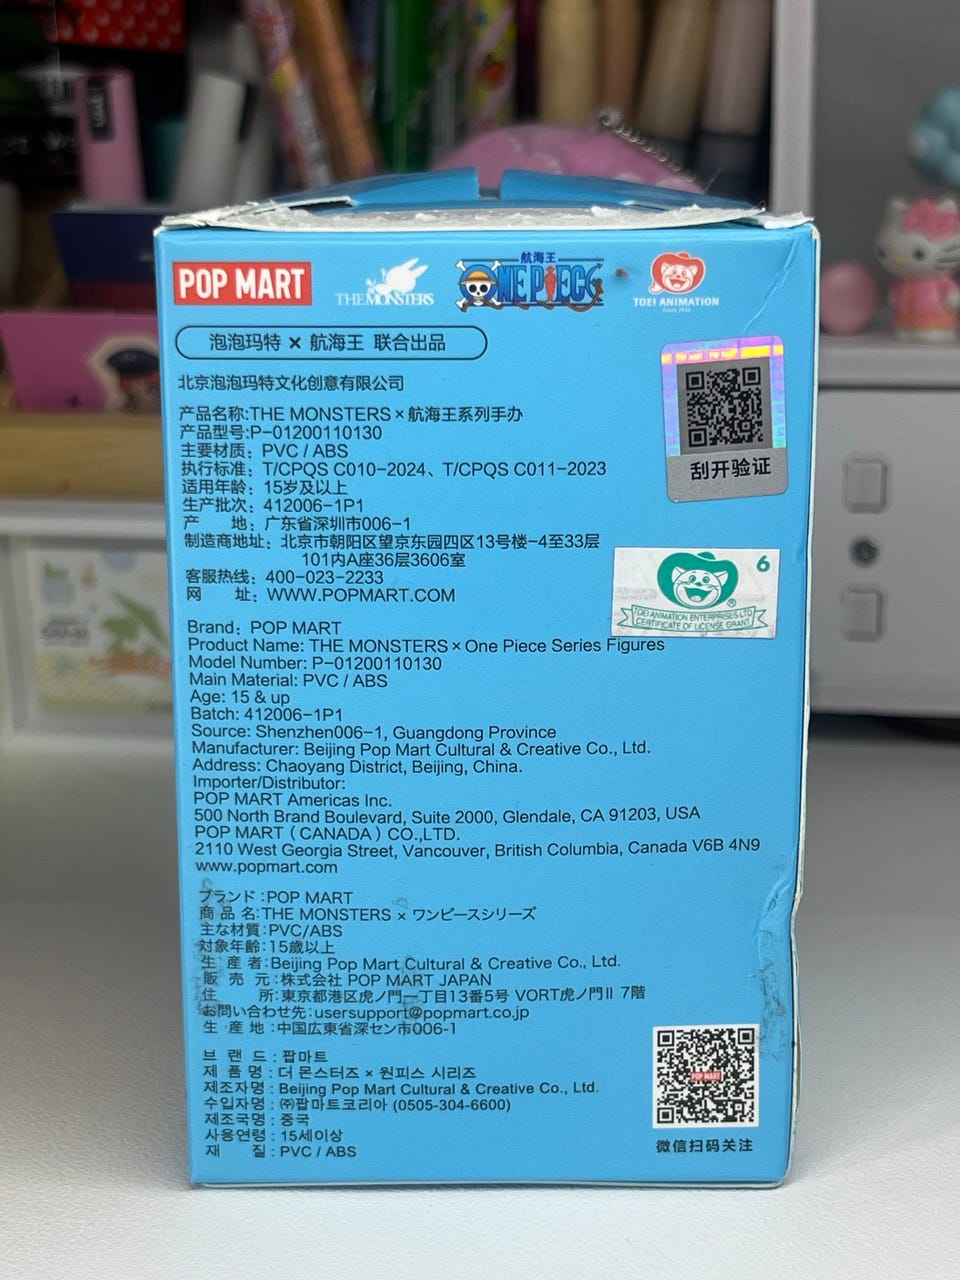 POP MART
THE MONSTERS
航海王
ONE PIECE
TOEI ANIMATION
Since 1956
泡泡玛特 × 航海王 联合出品
北京泡泡玛特文化创意有限公司
产品名称:THE MONSTERS × 航海王系列手办
产品型号:P-01200110130
主要材质: PVC / ABS
执行标准: T/CPQS C010-2024、T/CPQS C011-2023
适用年龄: 15岁及以上
生产批次: 412006-1P1
产 地: 广东省深圳市006-1
制造商地址: 北京市朝阳区望京东园四区13号楼-4至33层
101内A座36层3606室
客服热线: 400-023-2233
网 址: WWW.POPMART.COM
POP MART POP MART
刮开验证
6
TOEI ANIMATION ENTERPRISES LTD
CERTIFICATE OF LICENSE GRANT
Brand: POP MART
Product Name: THE MONSTERS × One Piece Series Figures
Model Number: P-01200110130
Main Material: PVC / ABS
Age: 15 & up
Batch: 412006-1P1
Source: Shenzhen006-1, Guangdong Province
Manufacturer: Beijing Pop Mart Cultural & Creative Co., Ltd.
Address: Chaoyang District, Beijing, China.
Importer/Distributor:
POP MART Americas Inc.
500 North Brand Boulevard, Suite 2000, Glendale, CA 91203, USA
POP MART ( CANADA ) CO.,LTD.
2110 West Georgia Street, Vancouver, British Columbia, Canada V6B 4N9
www.popmart.com
ブランド:POP MART
商 品 名:THE MONSTERS × ワンピースシリーズ
主な材質:PVC/ABS
対象年齢:15歳以上
生 産 者:Beijing Pop Mart Cultural & Creative Co., Ltd.
販 売 元:株式会社 POP MART JAPAN
住 所:東京都港区虎ノ門一丁目13番5号 VORT虎ノ門II 7階
お問い合わせ先:usersupport@popmart.co.jp
生 産 地:中国広東省深セン市006-1
브 랜 드 : 팝마트
제 품 명 : 더 몬스터즈 × 원피스 시리즈
제조자명 : Beijing Pop Mart Cultural & Creative Co., Ltd.
수입자명 : ㈜팝마트코리아 (0505-304-6600)
제조국명 : 중국
사용연령 : 15세이상
재 질 : PVC / ABS
POP MART
微信扫码关注